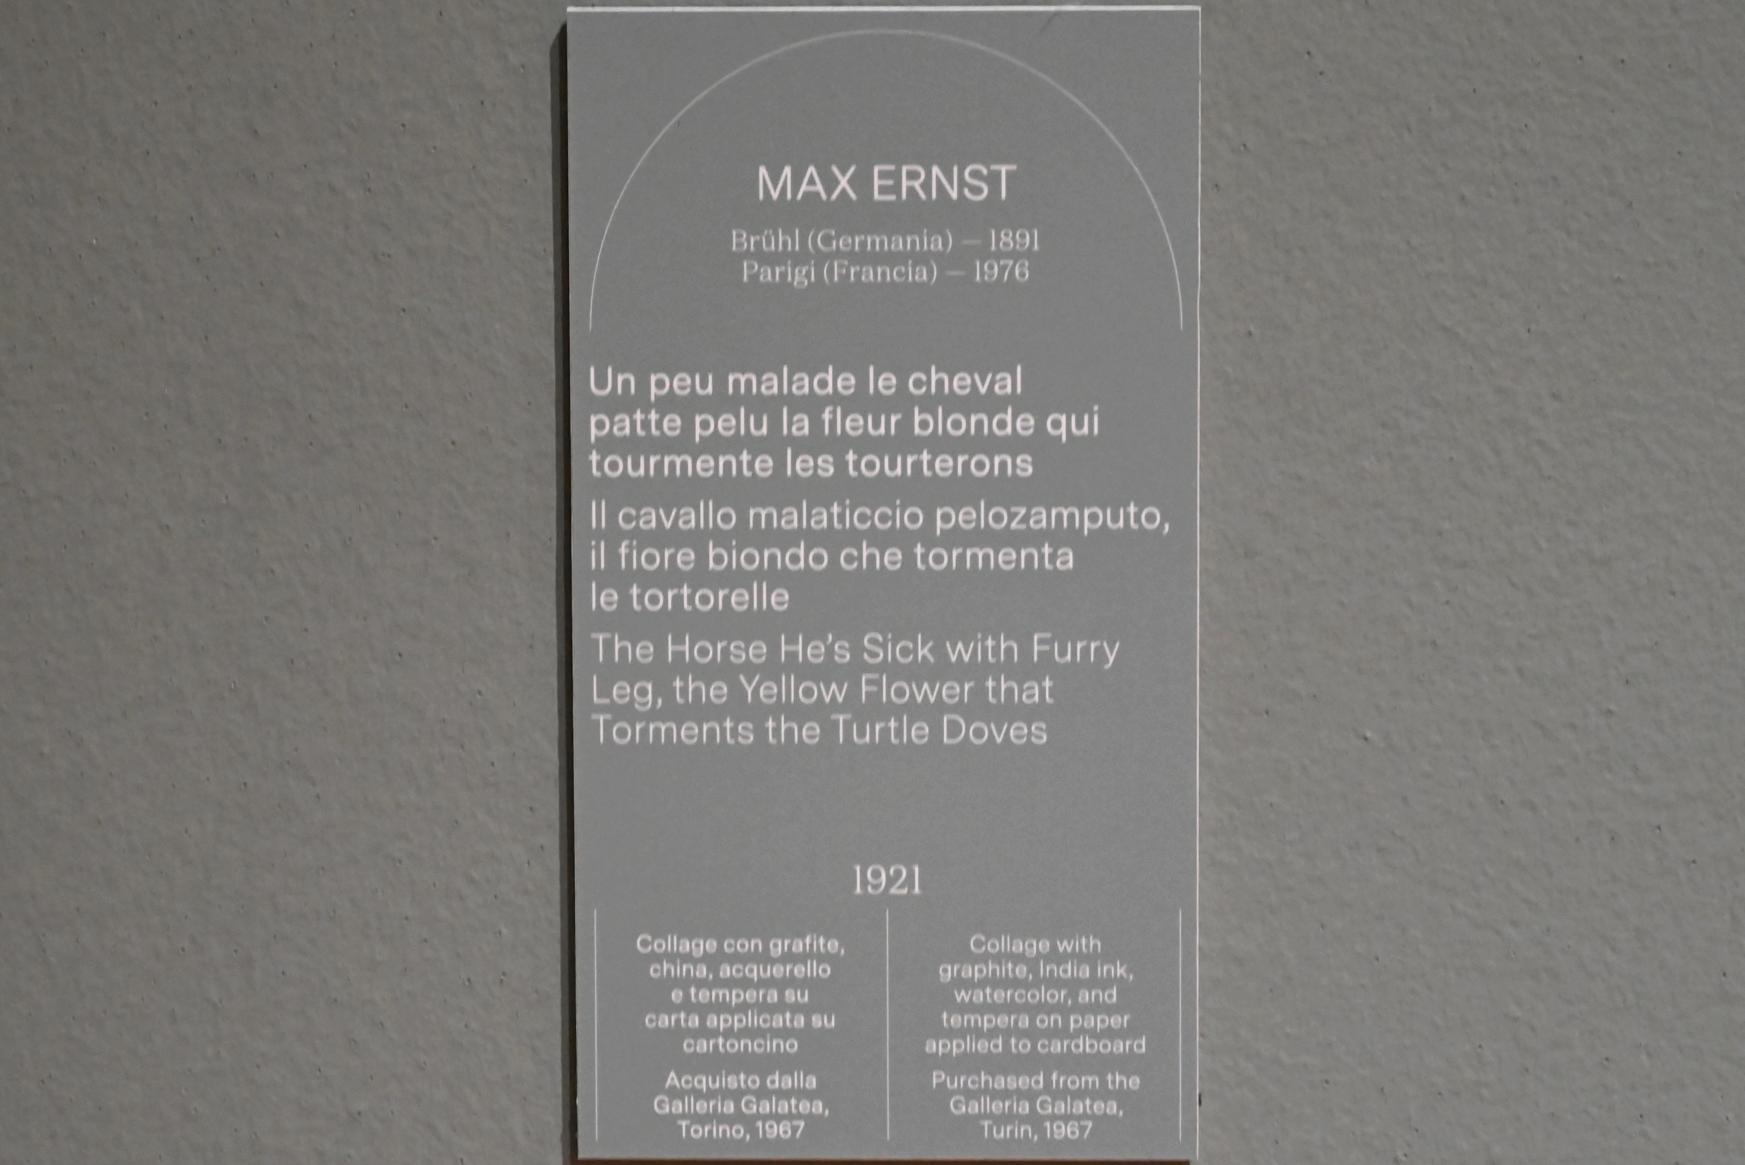 MAX ERNST
Brühl (Germania) — 1891
Parigi (Francia) — 1976
Un peu malade le cheval
patte pelu la fleur blonde qui
tourmente les tourterons
Il cavallo malaticcio pelozamputo,
il fiore biondo che tormenta
le tortorelle
The Horse He's Sick with Furry
Leg, the Yellow Flower that
Torments the Turtle Doves
1921
Collage con grafite,
china, acquerello
e tempera su
carta applicata su
cartoncino
Acquisto dalla
Galleria Galatea,
Torino, 1967
Collage with
graphite, India ink,
watercolor, and
tempera on paper
applied to cardboard
Purchased from the
Galleria Galatea,
Turin, 1967